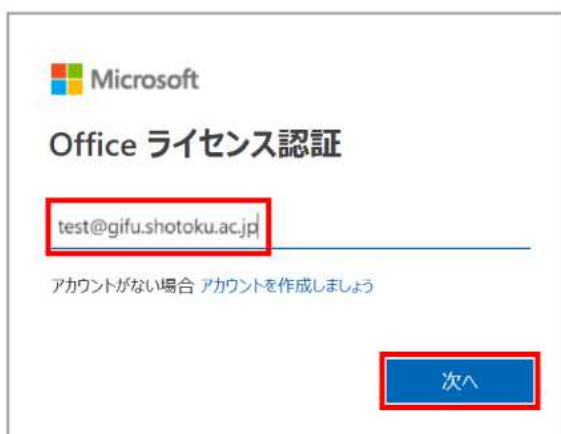 Microsoft
Office ライセンス認証
test@gifu.shotoku.ac.jp
アカウントがない場合 アカウントを作成しましょう
次へ